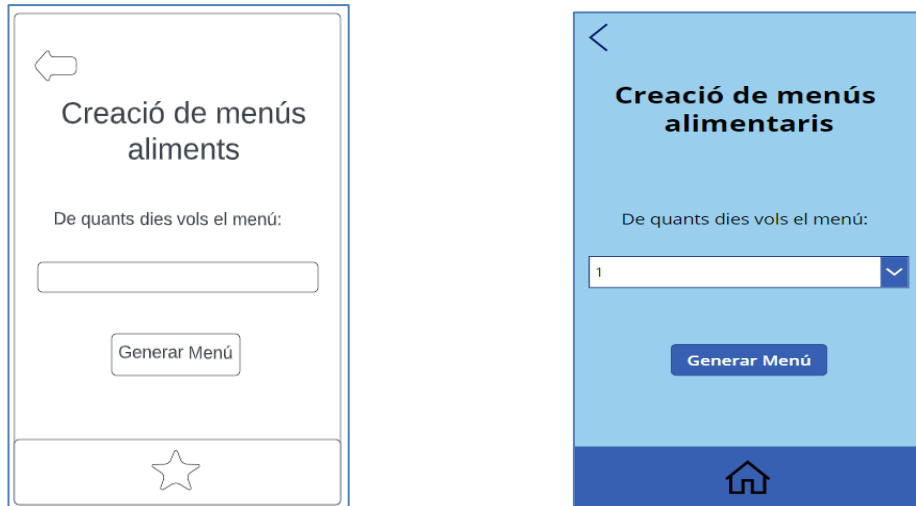 Creació de menús
aliments
De quants dies vols el menú:
Generar Menú
Creació de menús
alimentaris
De quants dies vols el menú:
1
Generar Menú